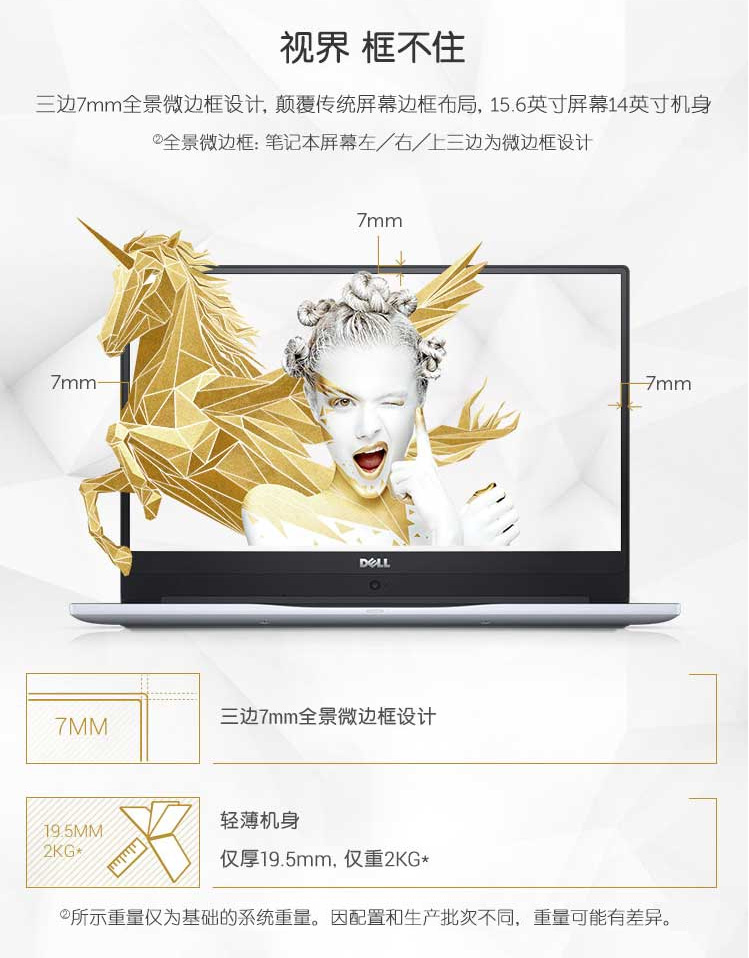 视界 框不住
三边7mm全景微边框设计, 颠覆传统屏幕边框布局, 15.6英寸屏幕14英寸机身
②全景微边框: 笔记本屏幕左/右/上三边为微边框设计
7mm
7mm
7mm
DELL
7MM
三边7mm全景微边框设计
19.5MM
2KG*
轻薄机身
仅厚19.5mm, 仅重2KG*
②所示重量仅为基础的系统重量。因配置和生产批次不同，重量可能有差异。